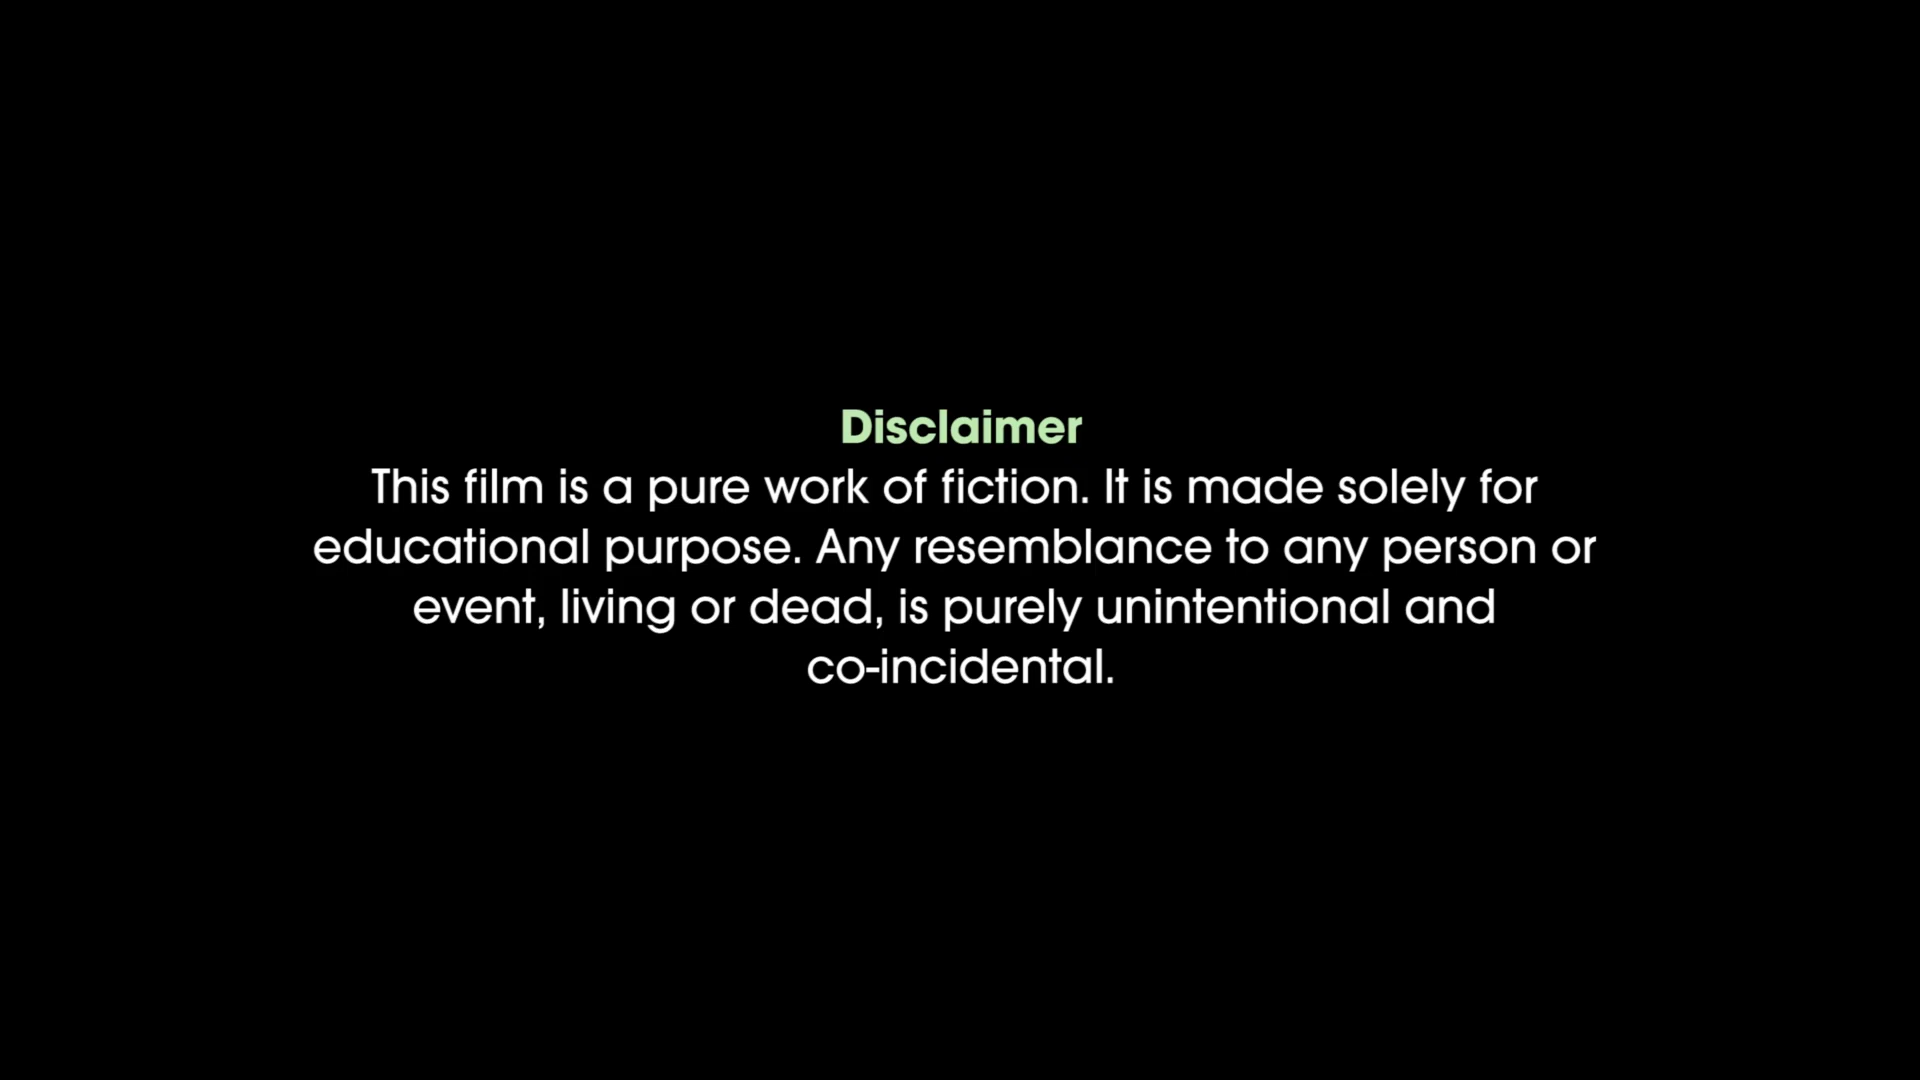 Disclaimer
This film is a pure work of fiction. It is made solely for
educational purpose. Any resemblance to any person or
event, living or dead, is purely unintentional and
co-incidental.